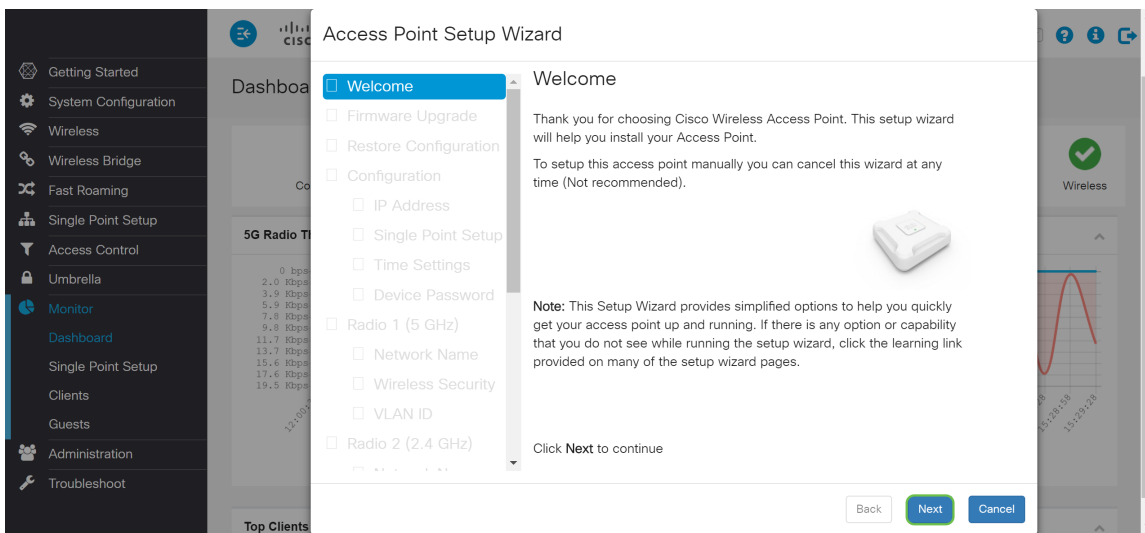 Getting Started
System Configuration
Wireless
Wireless Bridge
Fast Roaming
Single Point Setup
Access Control
Umbrella
Monitor
Dashboard
Single Point Setup
Clients
Guests
Administration
Troubleshoot
CISC
Dashboa
Co
Wireless
5G Radio Th
0 bps
2.0 Kbps
3.9 Kbps
5.9 Kbps
7.8 Kbps
9.8 Kbps
11.7 Kbps
13.7 Kbps
15.6 Kbps
17.6 Kbps
19.5 Kbps
15:28:58
15:29:28
Top Clients
Access Point Setup Wizard
Welcome
Firmware Upgrade
Restore Configuration
Configuration
IP Address
Single Point Setup
Time Settings
Device Password
Radio 1 (5 GHz)
Network Name
Wireless Security
VLAN ID
Radio 2 (2.4 GHz)
Welcome
Thank you for choosing Cisco Wireless Access Point. This setup wizard
will help you install your Access Point.
To setup this access point manually you can cancel this wizard at any
time (Not recommended).
Note: This Setup Wizard provides simplified options to help you quickly
get your access point up and running. If there is any option or capability
that you do not see while running the setup wizard, click the learning link
provided on many of the setup wizard pages.
Click Next to continue
Back
Next
Cancel